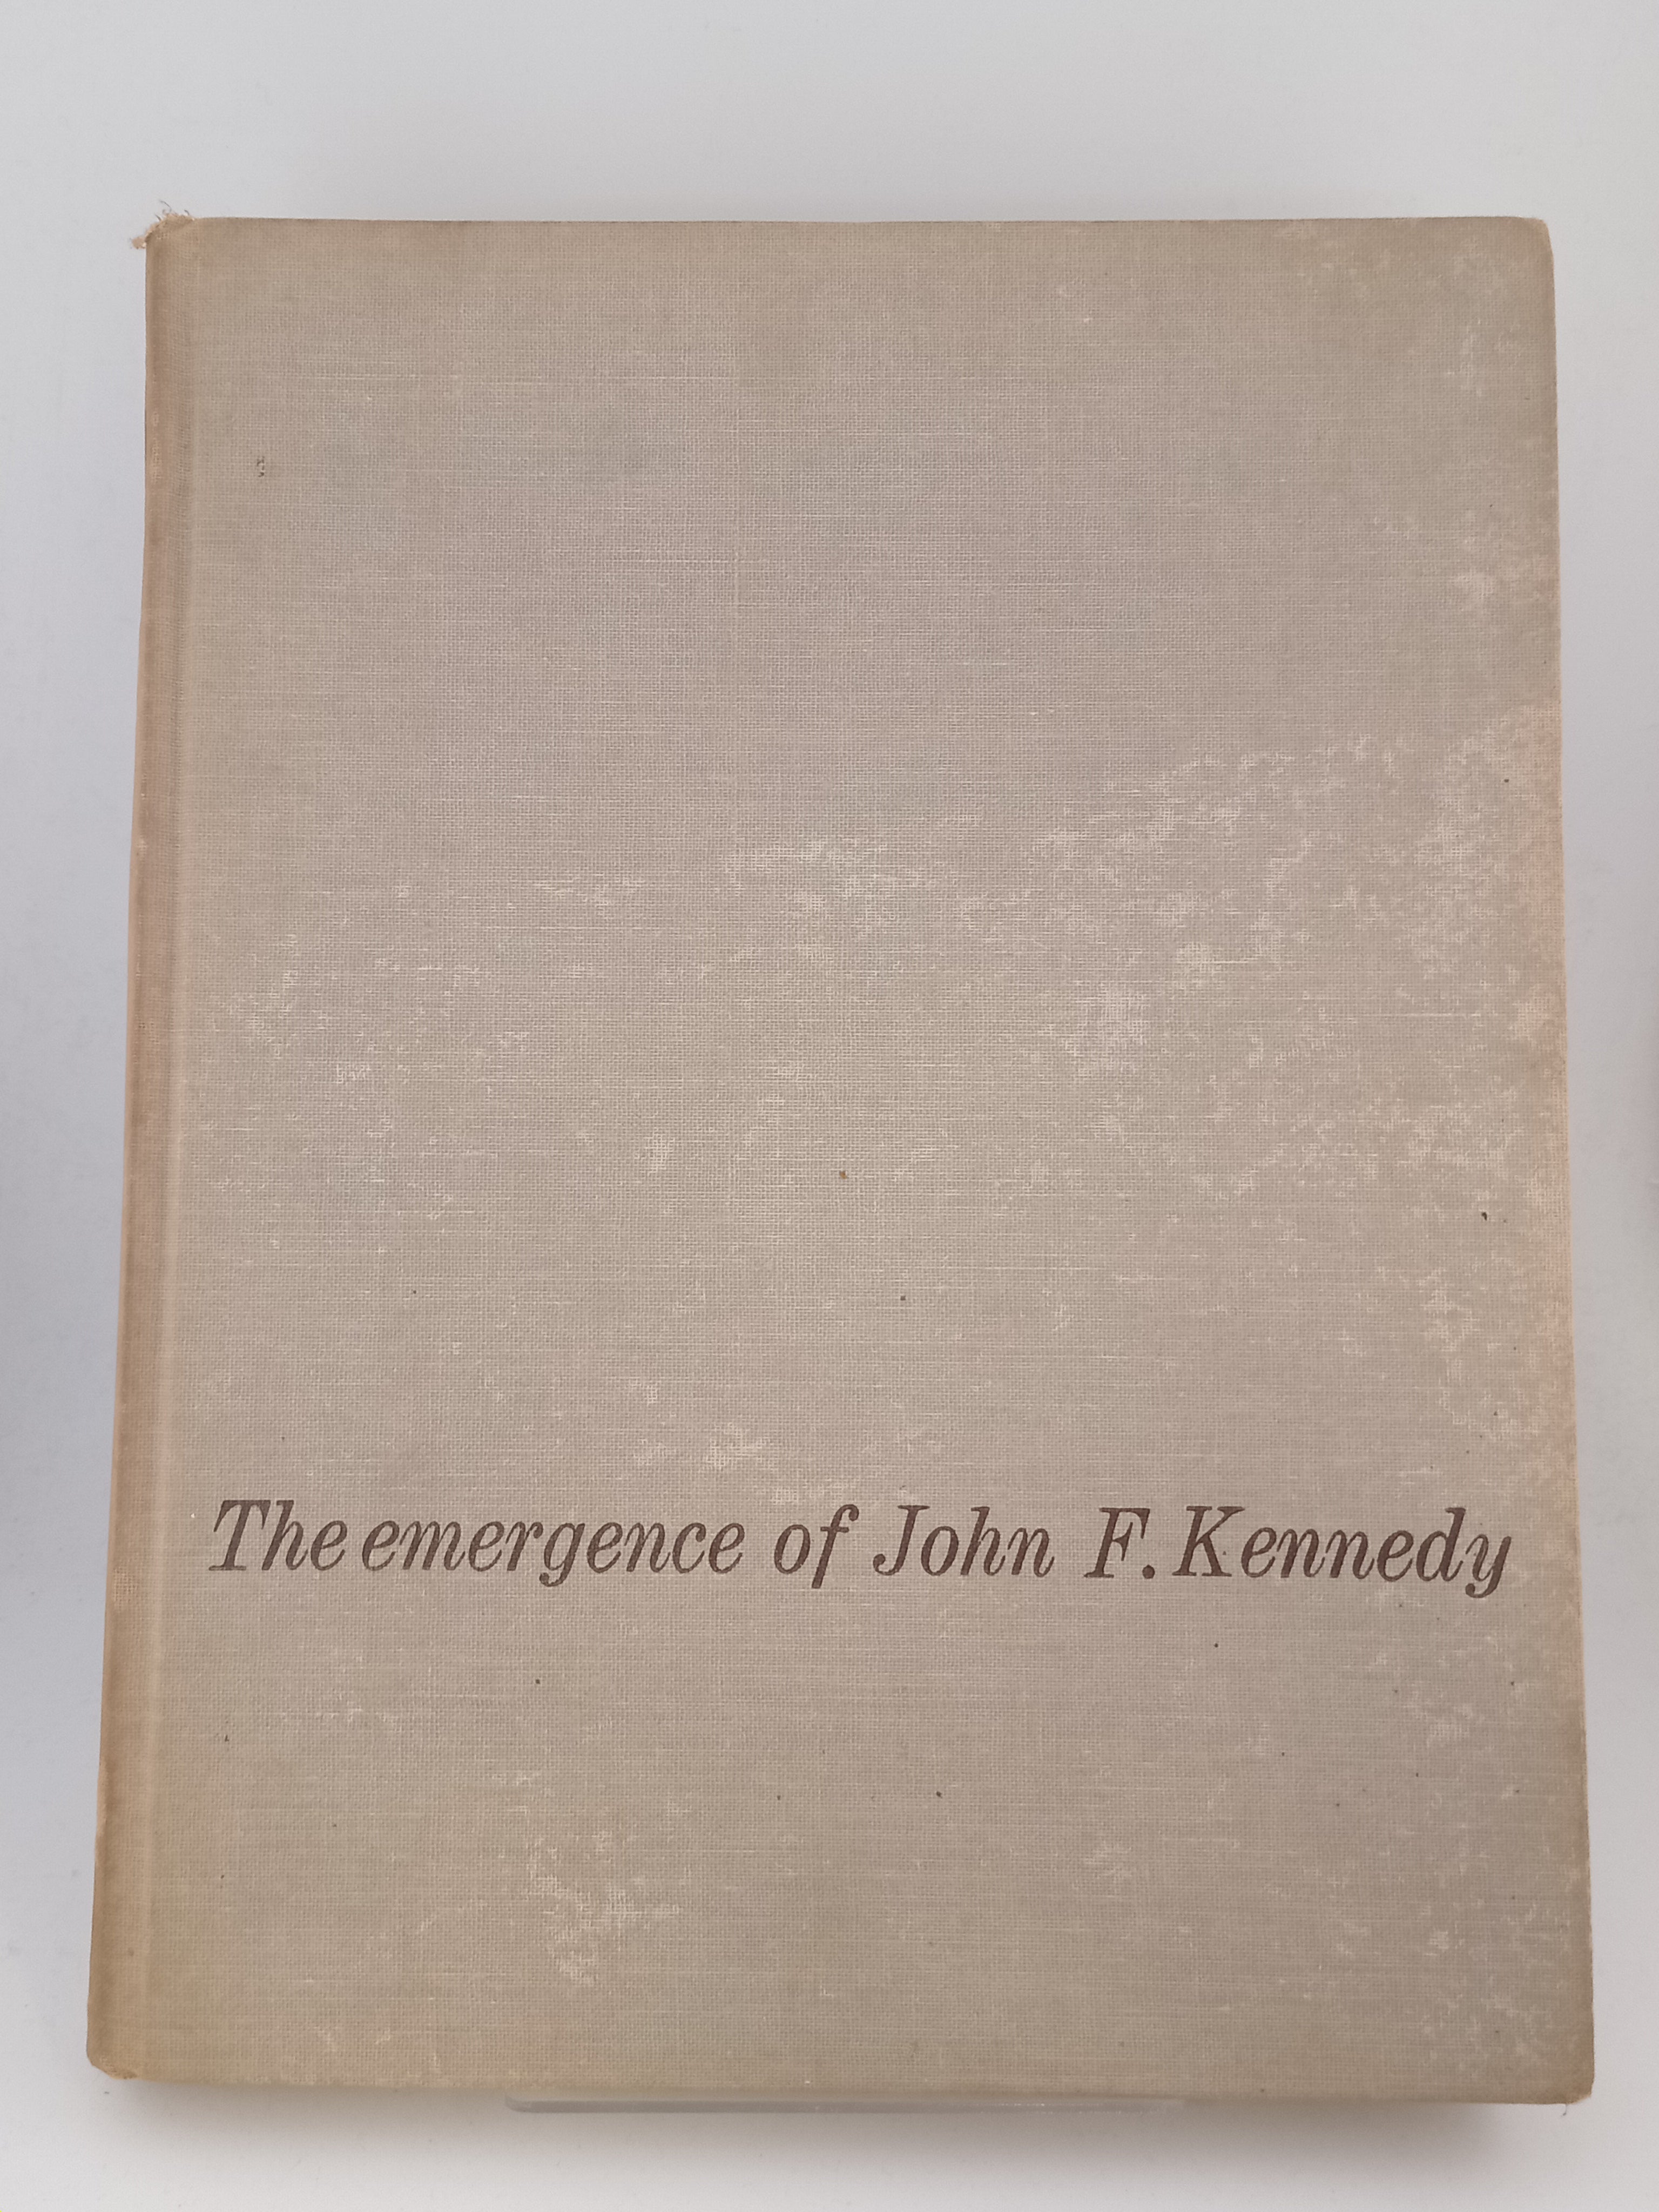 The emergence of John F. Kennedy